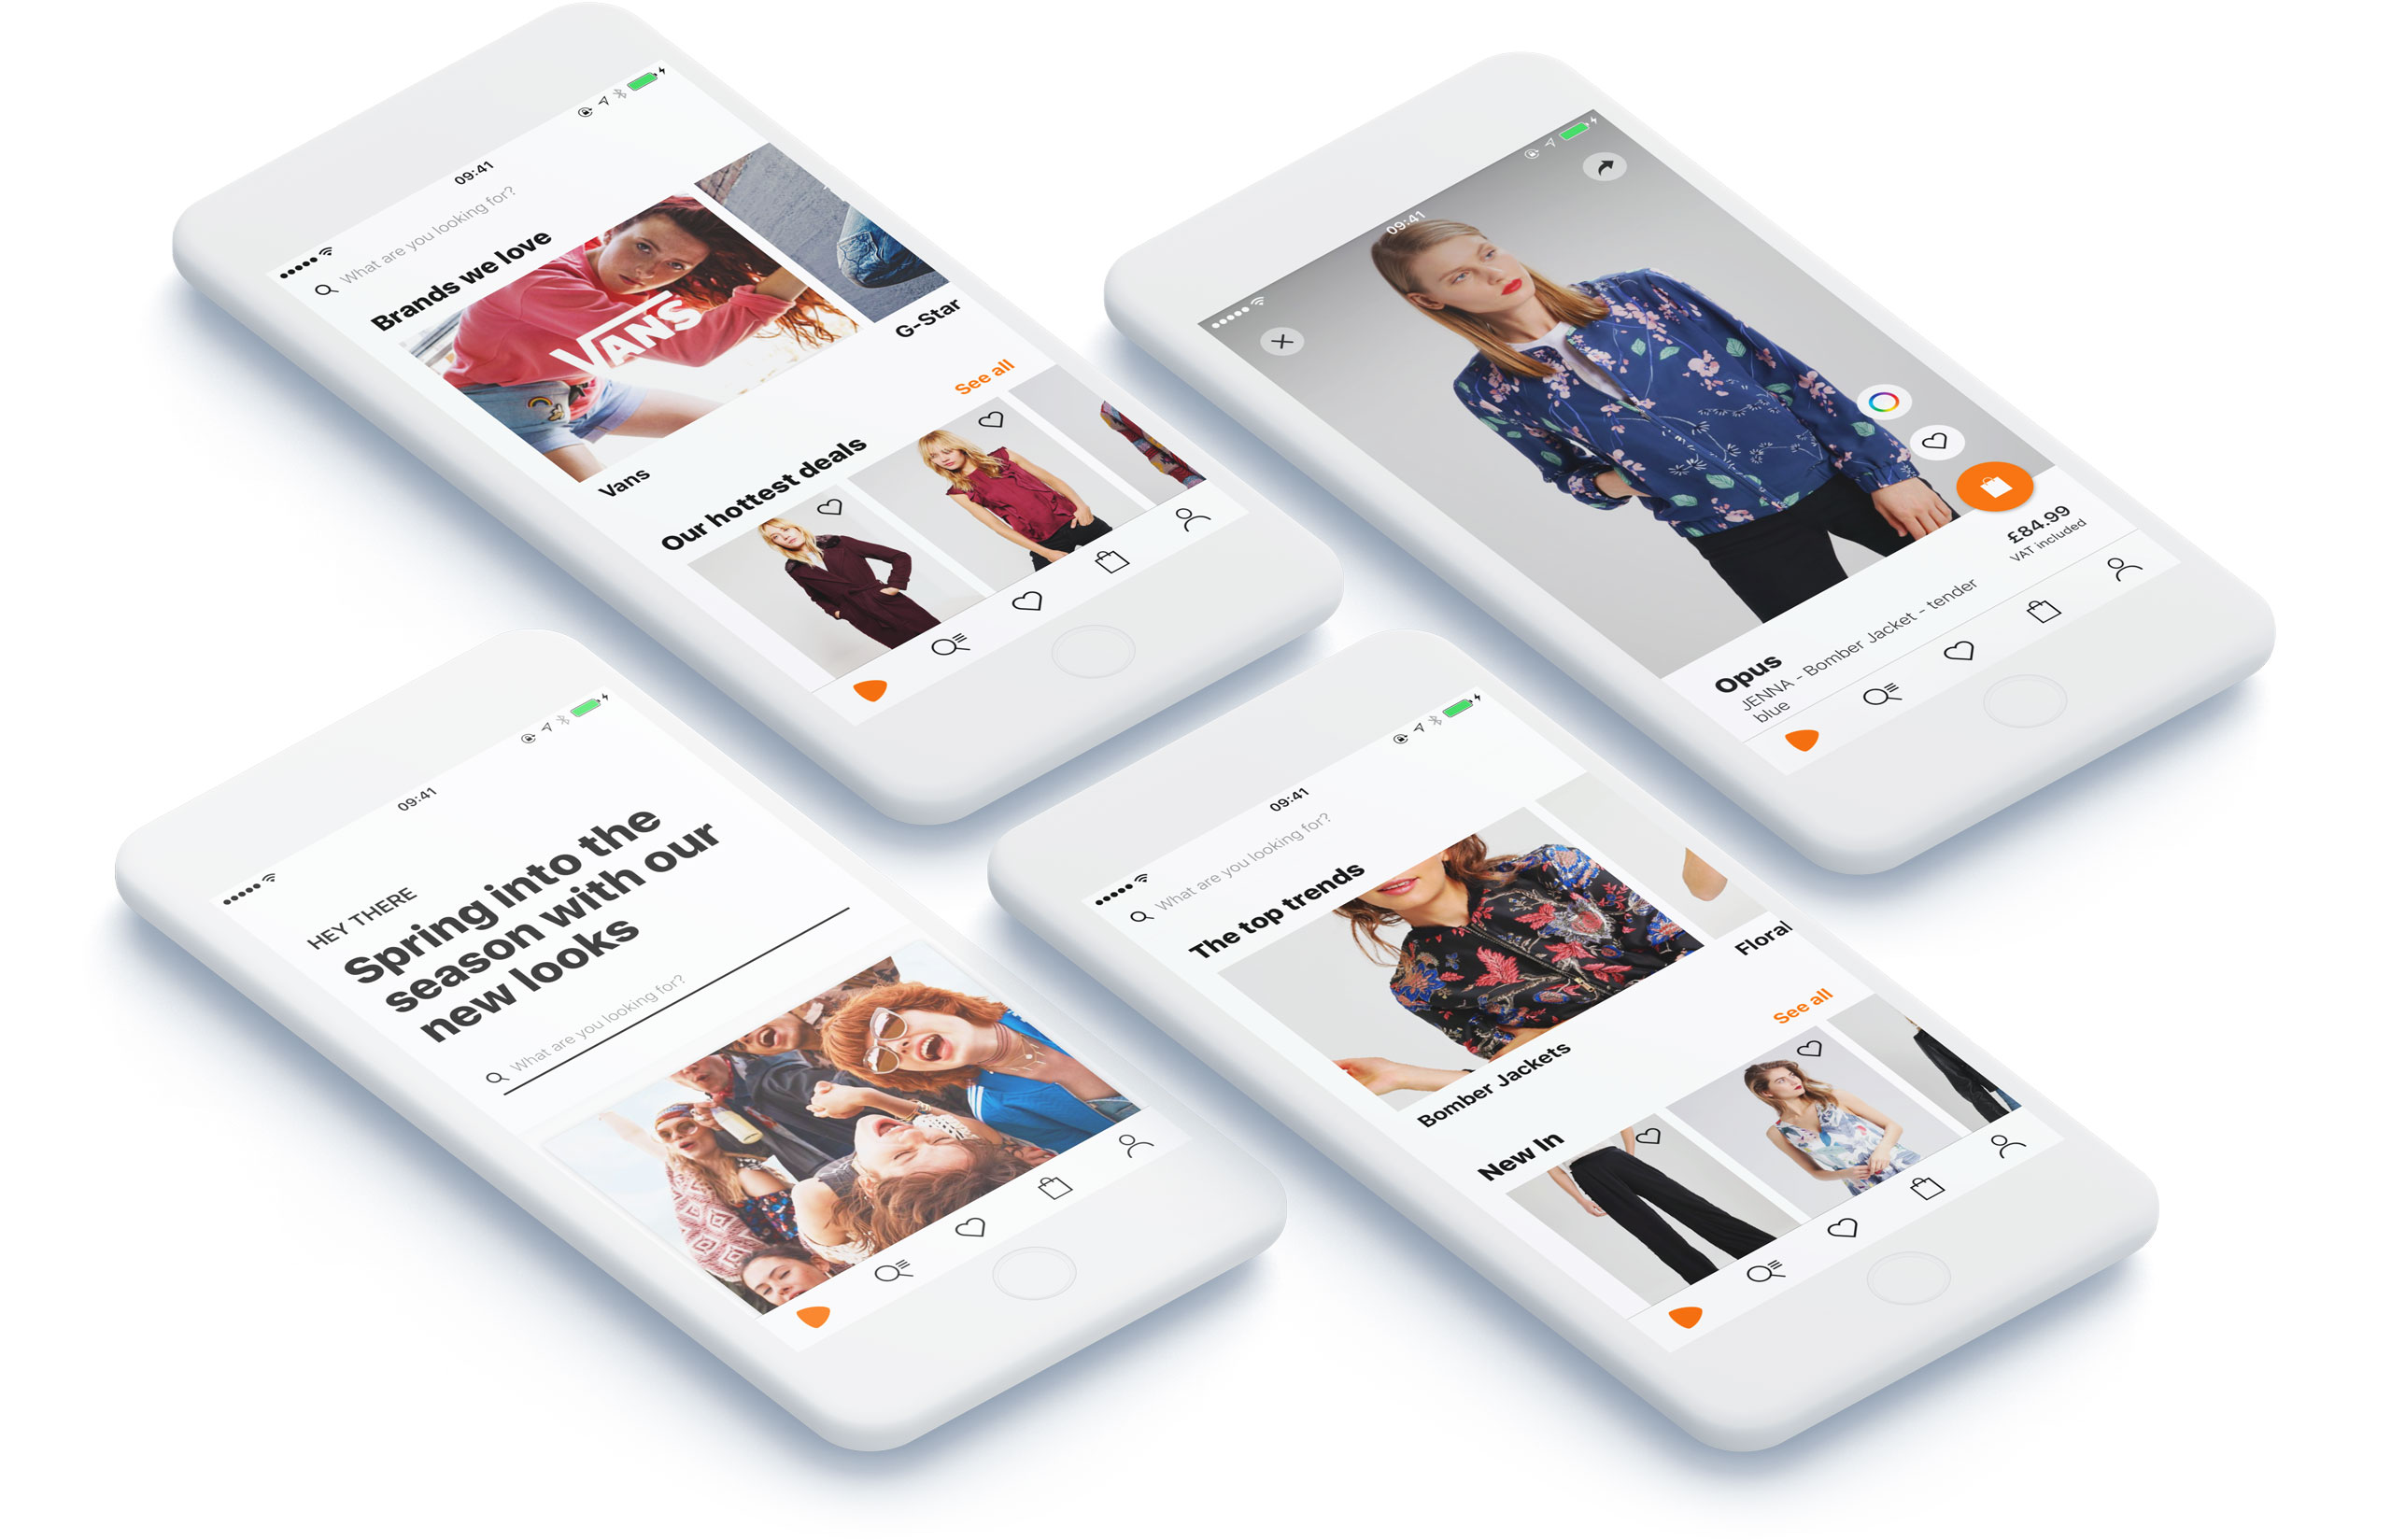 09:41
What are you looking for?
Brands we love
VANS
Vans
G-Star
See all
Our hottest deals
09:41
£84.99
VAT included
Opus
JENNA - Bomber Jacket - tender
blue
09:41
HEY THERE
Spring into the
season with our
new looks
What are you looking for?
09:41
What are you looking for?
The top trends
Bomber Jackets
Floral
See all
New In